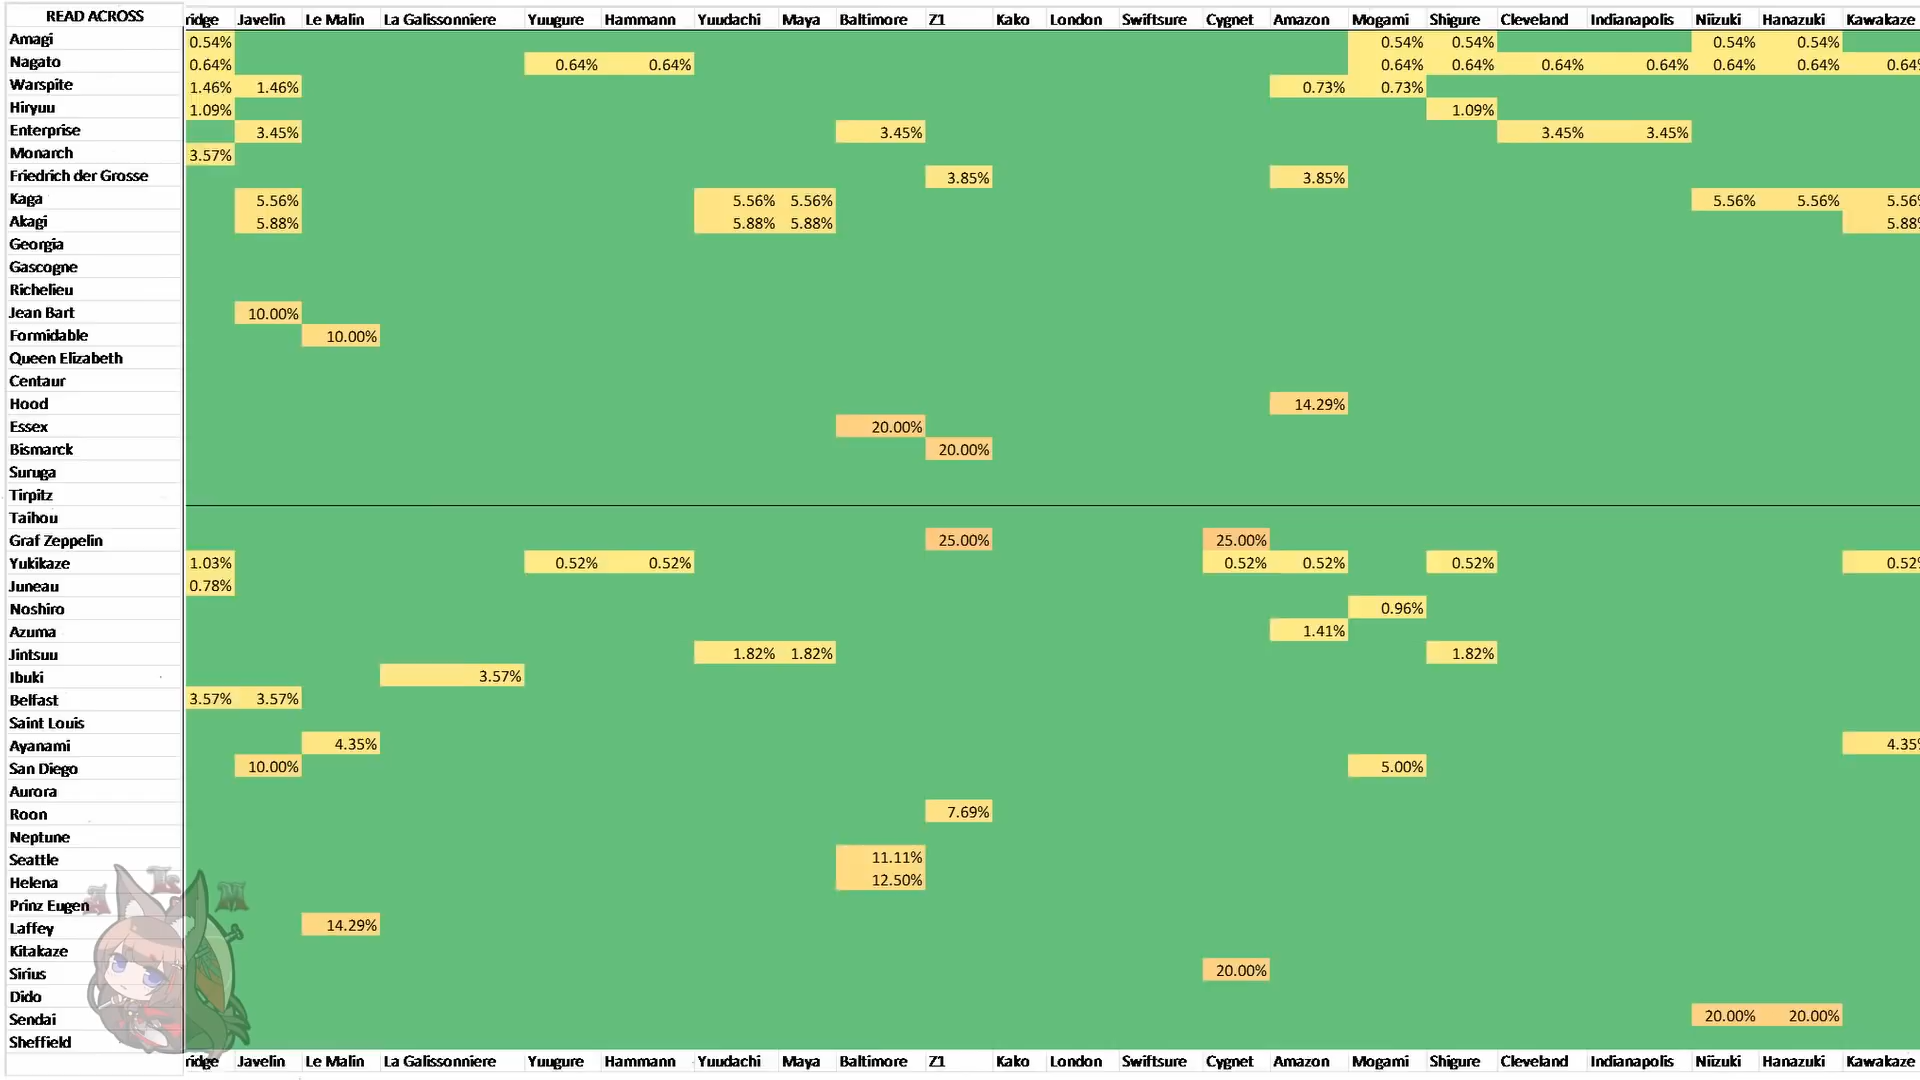 READ ACROSS ridge Javelin Le Malin La Galissonniere Yuugure Hammann Yuudachi Maya Baltimore Z1 Kako London Swiftsure Cygnet Amazon Mogami Shigure Cleveland Indianapolis Niizuki Hanazuki Kawakaze
Amagi 0.54% 0.54% 0.54% 0.54% 0.54%
Nagato 0.64% 0.64% 0.64% 0.64% 0.64% 0.64% 0.64% 0.64% 0.64% 0.64%
Warspite 1.46% 1.46% 0.73% 0.73%
Hiryuu 1.09% 1.09%
Enterprise 3.45% 3.45% 3.45% 3.45%
Monarch 3.57%
Friedrich der Grosse 3.85% 3.85%
Kaga 5.56% 5.56% 5.56% 5.56% 5.56% 5.56%
Akagi 5.88% 5.88% 5.88% 5.88%
Georgia
Gascogne
Richelieu
Jean Bart 10.00%
Formidable 10.00%
Queen Elizabeth
Centaur
Hood 14.29%
Essex 20.00%
Bismarck 20.00%
Suruga
Tirpitz
Taihou
Graf Zeppelin 25.00% 25.00%
Yukikaze 1.03% 0.52% 0.52% 0.52% 0.52% 0.52% 0.52%
Juneau 0.78%
Noshiro 0.96%
Azuma 1.41%
Jintsuu 1.82% 1.82% 1.82%
Ibuki 3.57%
Belfast 3.57% 3.57%
Saint Louis
Ayanami 4.35% 4.35%
San Diego 10.00% 5.00%
Aurora
Roon 7.69%
Neptune
Seattle 11.11%
Helena 12.50%
Prinz Eugen
Laffey 14.29%
Kitakaze
Sirius 20.00%
Dido
Sendai 20.00% 20.00%
Sheffield
ridge Javelin Le Malin La Galissonniere Yuugure Hammann Yuudachi Maya Baltimore Z1 Kako London Swiftsure Cygnet Amazon Mogami Shigure Cleveland Indianapolis Niizuki Hanazuki Kawakaze